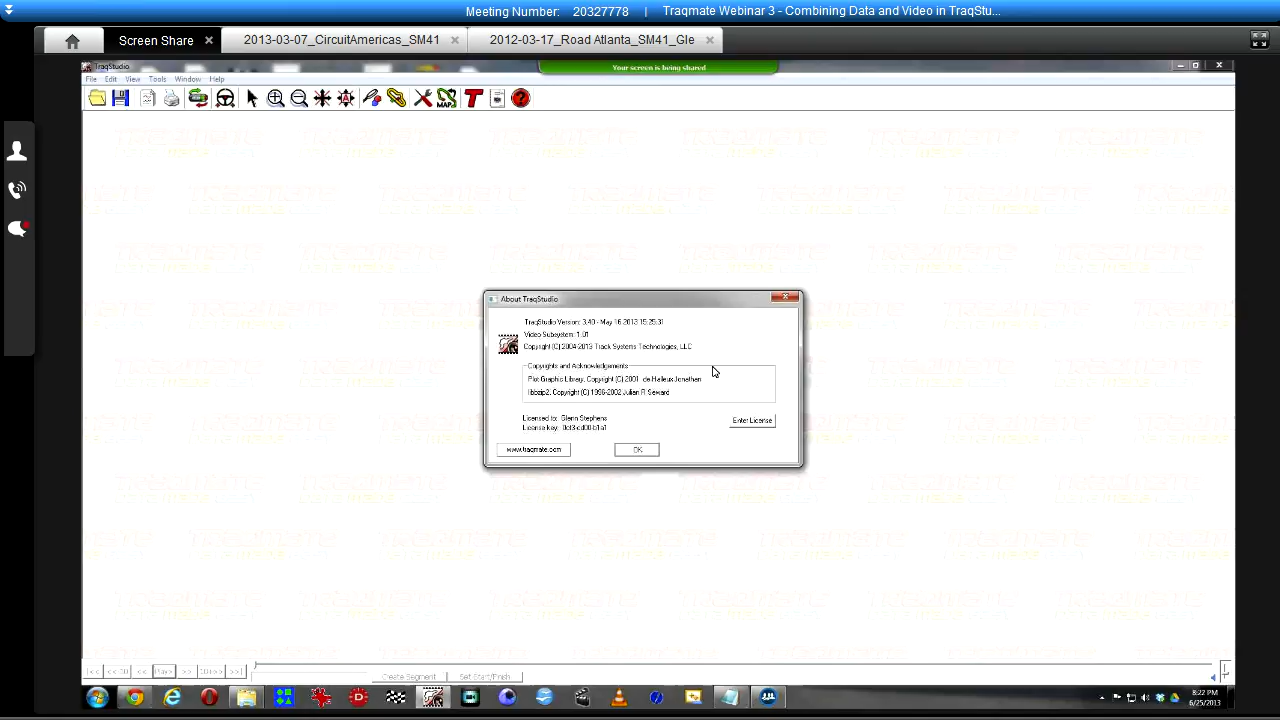 Meeting Number: 20327778 | Traqmate Webinar 3 - Combining Data and Video in TraqStu...
Screen Share
2013-03-07_CircuitAmericas_SM41
2012-03-17_Road Atlanta_SM41_Gle
TraqStudio
Your screen is being shared
File Edit View Tools Window Help
MAP
About TraqStudio
TraqStudio Version: 3.40 - May 16 2013 15:25:31
Video Subsystem: 1.01
Copyright (C) 2004-2013 Track Systems Technologies, LLC
Copyrights and Acknowledgements
Plot Graphic Library. Copyright (C) 2001 de Halleux Jonathan
libbzip2. Copyright (C) 1996-2002 Julian R Seward
Licensed to: Glenn Stephens
License key:
Enter License
www.traqmate.com
OK
|<< << Play> >> >>|
Create Segment
Set Start/Finish
8:22 PM
6/25/2013